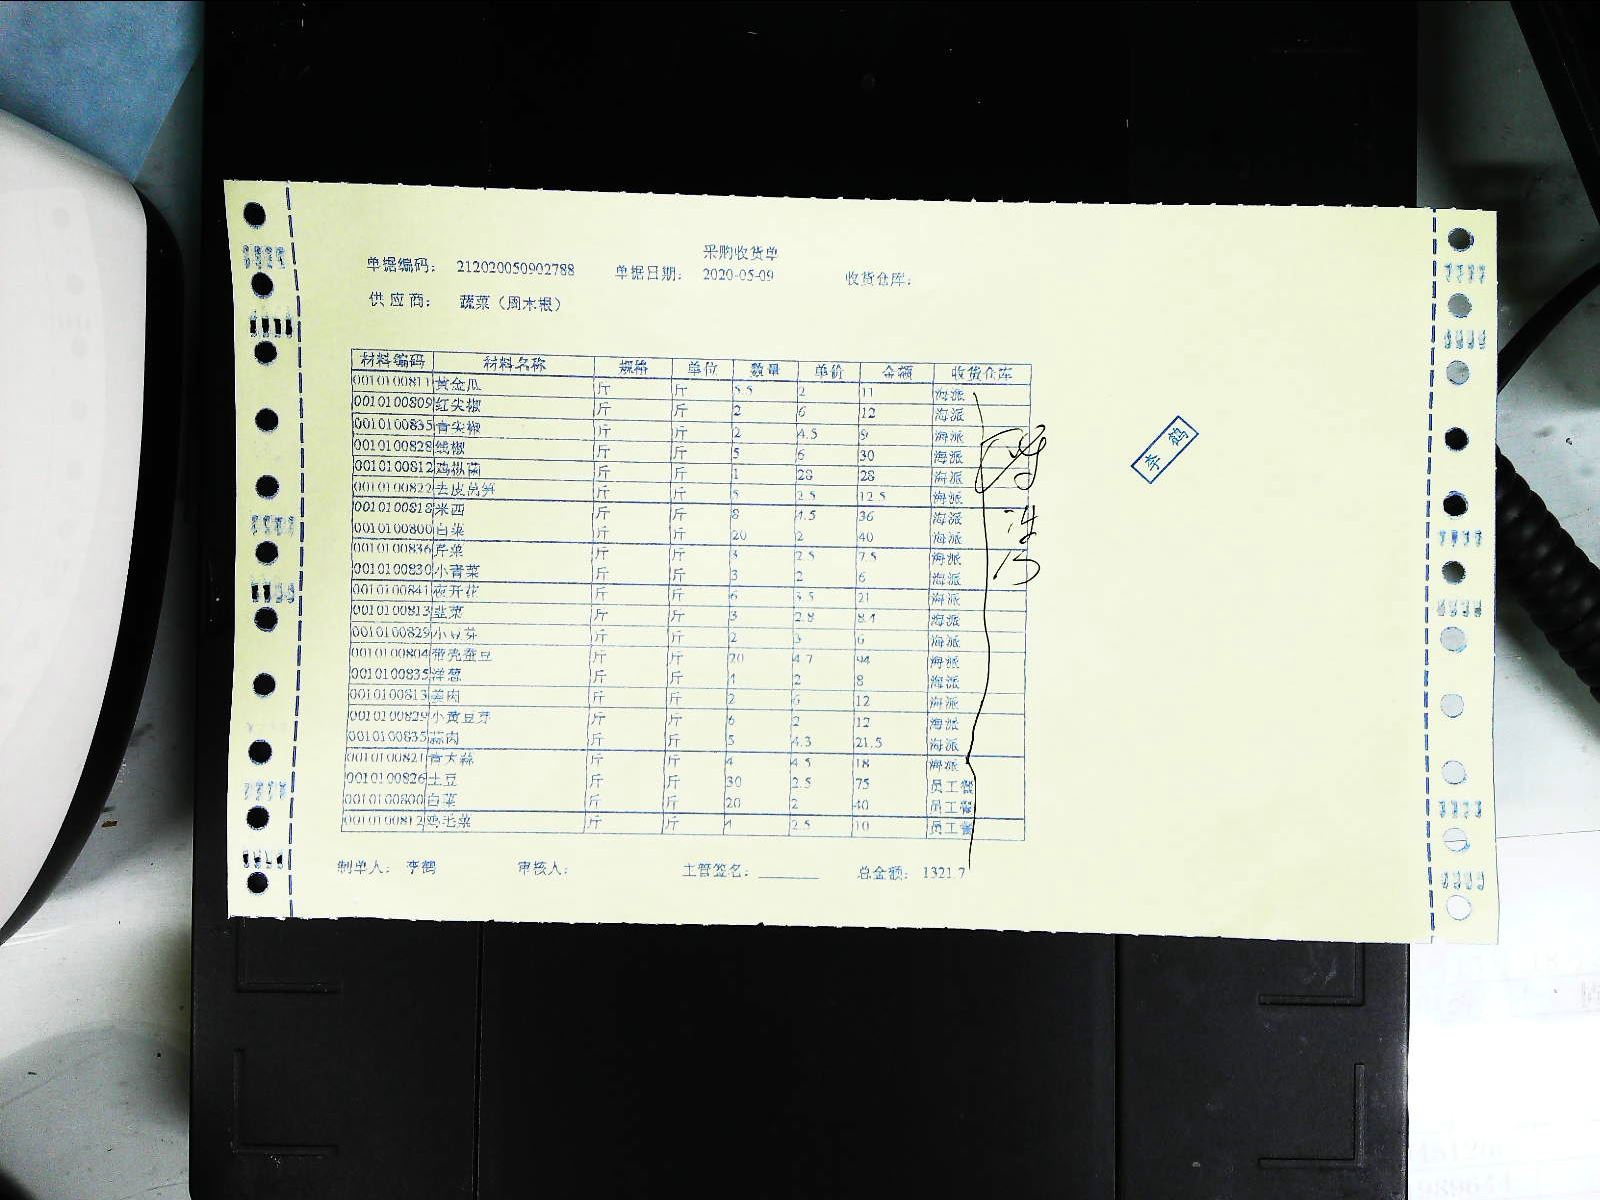 采购收货单
单据编码： 212020050902788 单据日期： 2020-05-09 收货仓库：
供 应 商： 蔬菜（周木根）
材料编码 材料名称 规格 单位 数量 单价 金额 收货仓库
0010100811 黄金瓜 斤 斤 5.5 2 11 海派
0010100809 红尖椒 斤 斤 2 6 12 海派
0010100835 青尖椒 斤 斤 2 4.5 9 海派
0010100828 线椒 斤 斤 5 6 30 海派
0010100812 鸡枞菌 斤 斤 1 28 28 海派
0010100822 去皮莴笋 斤 斤 5 2.5 12.5 海派
0010100818 米西 斤 斤 8 4.5 36 海派
0010100800 白菜 斤 斤 20 2 40 海派
0010100836 芹菜 斤 斤 3 2.5 7.5 海派
0010100830 小青菜 斤 斤 3 2 6 海派
0010100841 夜开花 斤 斤 6 3.5 21 海派
0010100813 韭菜 斤 斤 3 2.8 8.4 海派
0010100829 小豆芽 斤 斤 2 3 6 海派
0010100804 带壳蚕豆 斤 斤 20 4.7 94 海派
0010100835 洋葱 斤 斤 4 2 8 海派
0010100813 姜肉 斤 斤 2 6 12 海派
0010100829 小黄豆芽 斤 斤 6 2 12 海派
0010100835 蒜肉 斤 斤 5 4.3 21.5 海派
0010100821 青大蒜 斤 斤 4 4.5 18 海派
0010100826 土豆 斤 斤 30 2.5 75 员工餐
0010100800 白菜 斤 斤 20 2 40 员工餐
0010100812 鸡毛菜 斤 斤 4 2.5 10 员工餐
制单人： 李鹤 审核人： 主管签名： 总金额： 1321.7
李鹤